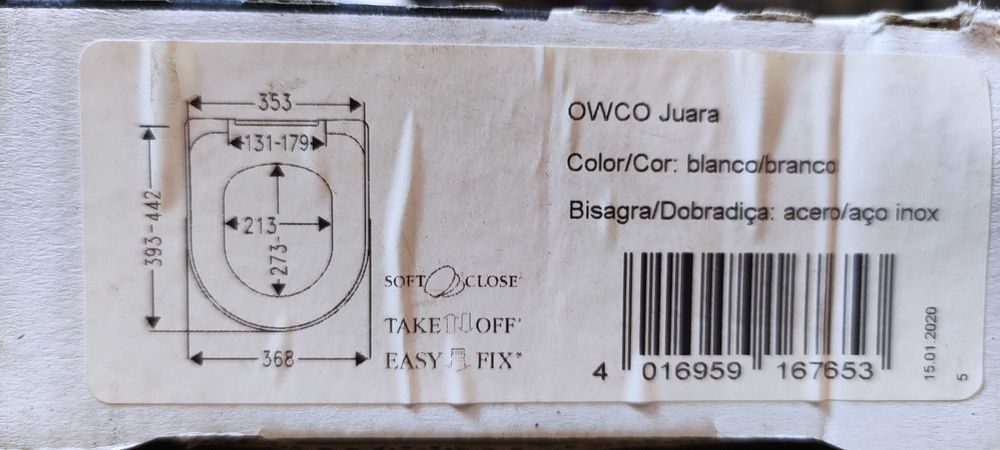 353
131-179
393-442
213
273
368
SOFT CLOSE
TAKE OFF
EASY FIX®
OWCO Juara
Color/Cor: blanco/branco
Bisagra/Dobradiça: acero/aço inox
4 016959 167653
15.01.2020
5